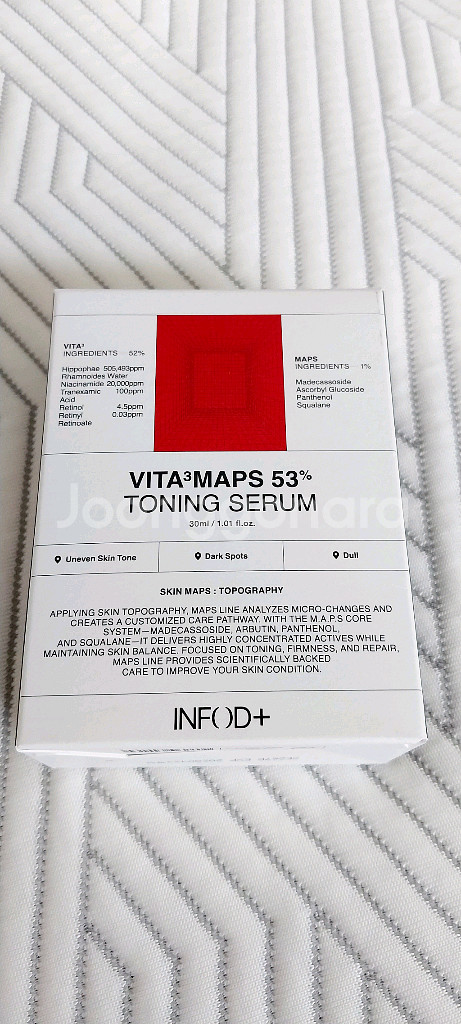 VITA³
INGREDIENTS — 52%
Hippophae 505,493ppm
Rhamnoides Water
Niacinamide 20,000ppm
Tranexamic 100ppm
Acid
Retinol 4.5ppm
Retinyl 0.03ppm
Retinoate
MAPS
INGREDIENTS — 1%
Madecassoside
Ascorbyl Glucoside
Panthenol
Squalane
VITA³MAPS 53%
TONING SERUM
Joonggonara
30ml / 1.01 fl.oz.
Uneven Skin Tone
Dark Spots
Dull
SKIN MAPS : TOPOGRAPHY
APPLYING SKIN TOPOGRAPHY, MAPS LINE ANALYZES MICRO-CHANGES AND
CREATES A CUSTOMIZED CARE PATHWAY. WITH THE M.A.P.S CORE
SYSTEM—MADECASSOSIDE, ARBUTIN, PANTHENOL,
AND SQUALANE—IT DELIVERS HIGHLY CONCENTRATED ACTIVES WHILE
MAINTAINING SKIN BALANCE. FOCUSED ON TONING, FIRMNESS, AND REPAIR,
MAPS LINE PROVIDES SCIENTIFICALLY BACKED
CARE TO IMPROVE YOUR SKIN CONDITION.
INFOD+